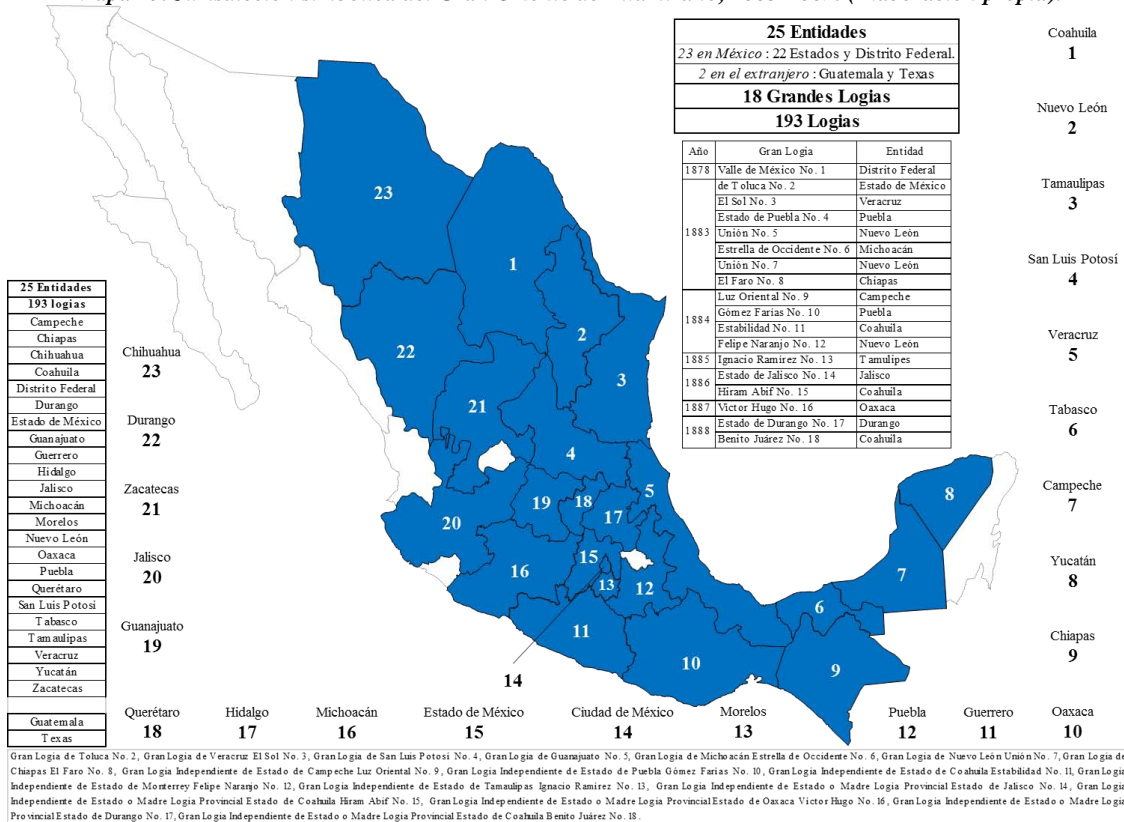 25 Entidades
23 en México : 22 Estados y Distrito Federal.
2 en el extranjero : Guatemala y Texas
18 Grandes Logias
193 Logias
Año Gran Logia Entidad
1878 Valle de México No. 1 Distrito Federal
1883 de Toluca No. 2 Estado de México
El Sol No. 3 Veracruz
Estado de Puebla No. 4 Puebla
Unión No. 5 Nuevo León
Estrella de Occidente No. 6 Michoacán
Unión No. 7 Nuevo León
El Faro No. 8 Chiapas
1884 Luz Oriental No. 9 Campeche
Gómez Farias No. 10 Puebla
Estabilidad No. 11 Coahuila
Felipe Naranjo No. 12 Nuevo León
1885 Ignacio Ramirez No. 13 Tamulipes
1886 Estado de Jalisco No. 14 Jalisco
Hiram Abif No. 15 Coahuila
1887 Victor Hugo No. 16 Oaxaca
1888 Estado de Durango No. 17 Durango
Benito Juárez No. 18 Coahuila
Coahuila
1
Nuevo León
2
Tamaulipas
3
San Luis Potosí
4
Veracruz
5
Tabasco
6
Campeche
7
Yucatán
8
Chiapas
9
25 Entidades
193 logias
Campeche
Chiapas
Chihuahua
Coahuila
Distrito Federal
Durango
Estado de México
Guanajuato
Guerrero
Hidalgo
Jalisco
Michoacán
Morelos
Nuevo León
Oaxaca
Puebla
Querétaro
San Luis Potosí
Tabasco
Tamaulipas
Veracruz
Yucatán
Zacatecas
Guatemala
Texas
Chihuahua
23
Durango
22
Zacatecas
21
Jalisco
20
Guanajuato
19
23
1
2
22
3
21
4
8
5
19
18
17
20
7
15
16
13
12
6
11
10
9
14
Querétaro Hidalgo Michoacán Estado de México Ciudad de México Morelos Puebla Guerrero Oaxaca
18 17 16 15 14 13 12 11 10
Gran Logia de Toluca No. 2, Gran Logia de Veracruz El Sol No. 3, Gran Logia de San Luis Potosí No. 4, Gran Logia de Guanajuato No. 5, Gran Logia de Michoacán Estrella de Occidente No. 6, Gran Logia de Nuevo León Unión No. 7, Gran Logia de
Chiapas El Faro No. 8, Gran Logia Independiente de Estado de Campeche Luz Oriental No. 9, Gran Logia Independiente de Estado de Puebla Gómez Farias No. 10, Gran Logia Independiente de Estado de Coahuila Estabilidad No. 11, Gran Logia
Independiente de Estado de Monterrey Felipe Naranjo No. 12, Gran Logia Independiente de Estado de Tamaulipas Ignacio Ramirez No. 13, Gran Logia Independiente de Estado o Madre Logia Provincial Estado de Jalisco No. 14, Gran Logia
Independiente de Estado o Madre Logia Provincial Estado de Coahuila Hiram Abif No. 15, Gran Logia Independiente de Estado o Madre Logia Provincial Estado de Oaxaca Victor Hugo No. 16, Gran Logia Independiente de Estado o Madre Logia
Provincial Estado de Durango No. 17, Gran Logia Independiente de Estado o Madre Logia Provincial Estado de Coahuila Benito Juárez No. 18.